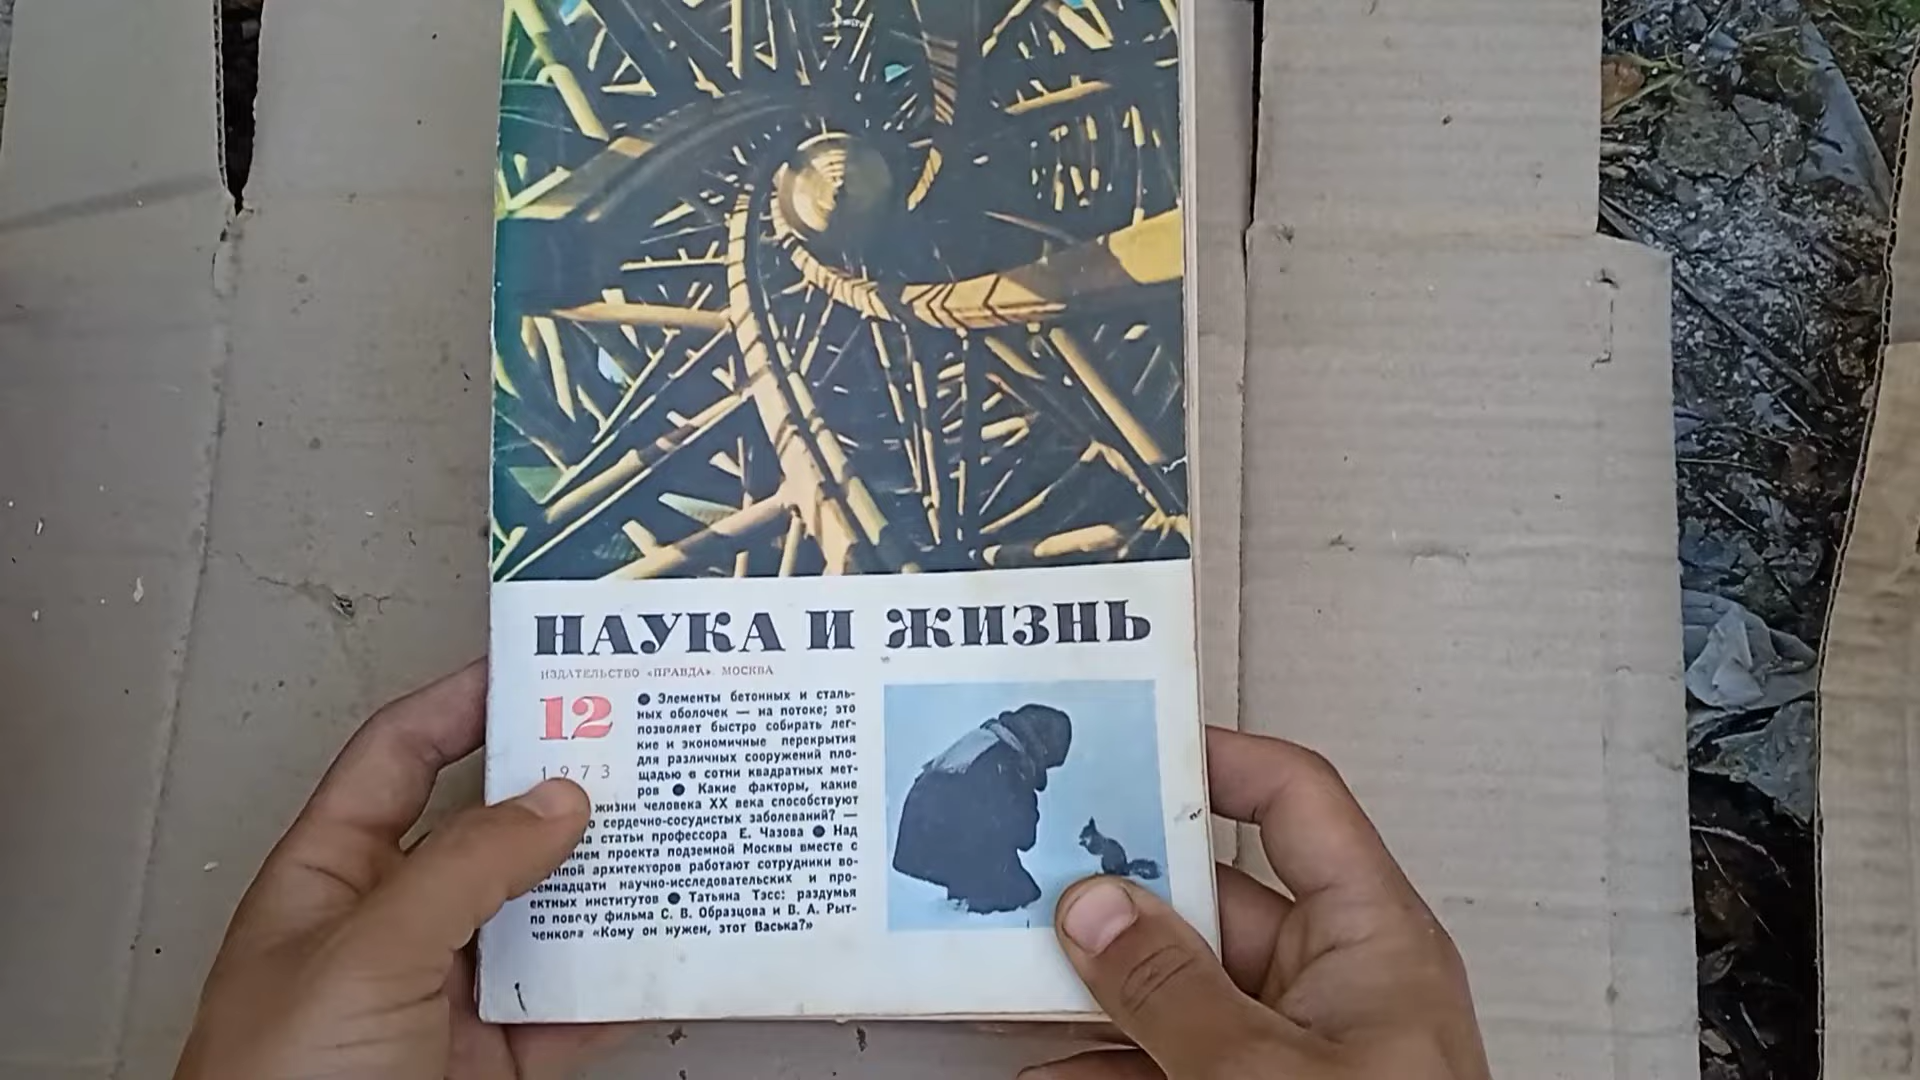 НАУКА И ЖИЗНЬ
ИЗДАТЕЛЬСТВО «ПРАВДА». МОСКВА
12
1973
● Элементы бетонных и сталь-
ных оболочек — на потоке; это
позволяет быстро собирать лег-
кие и экономичные перекрытия
для различных сооружений пло-
щадью в сотни квадратных мет-
ров ● Какие факторы, какие
жизни человека XX века способствуют
сердечно-сосудистых заболеваний? —
статьи профессора Е. Чазова ● Над
проекта подземной Москвы вместе с
архитекторов работают сотрудники во-
семнадцати научно-исследовательских и про-
ектных институтов ● Татьяна Тэсс: раздумья
по поводу фильма С. В. Образцова и В. А. Рыт-
ченкова «Кому он нужен, этот Васька?»